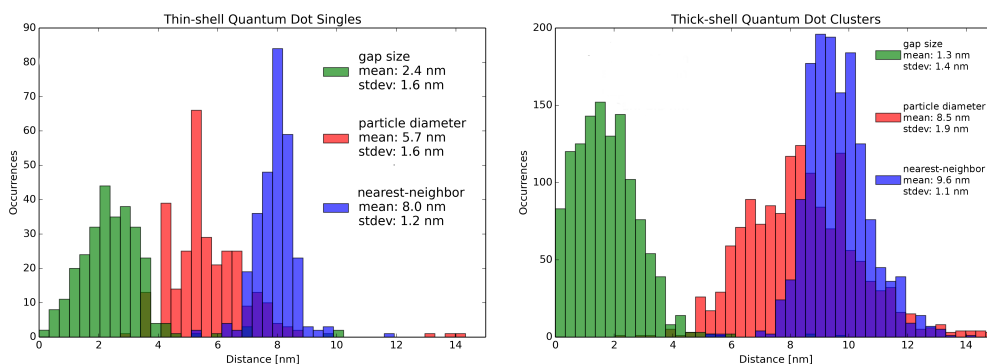 Thin-shell Quantum Dot Singles
90
80
70
60
50
40
30
20
10
0
Occurrences
gap size
mean: 2.4 nm
stdev: 1.6 nm
particle diameter
mean: 5.7 nm
stdev: 1.6 nm
nearest-neighbor
mean: 8.0 nm
stdev: 1.2 nm
0 2 4 6 8 10 12 14
Distance [nm]
Thick-shell Quantum Dot Clusters
200
150
100
50
0
Occurrences
gap size
mean: 1.3 nm
stdev: 1.4 nm
particle diameter
mean: 8.5 nm
stdev: 1.9 nm
nearest-neighbor
mean: 9.6 nm
stdev: 1.1 nm
0 2 4 6 8 10 12 14
Distance [nm]